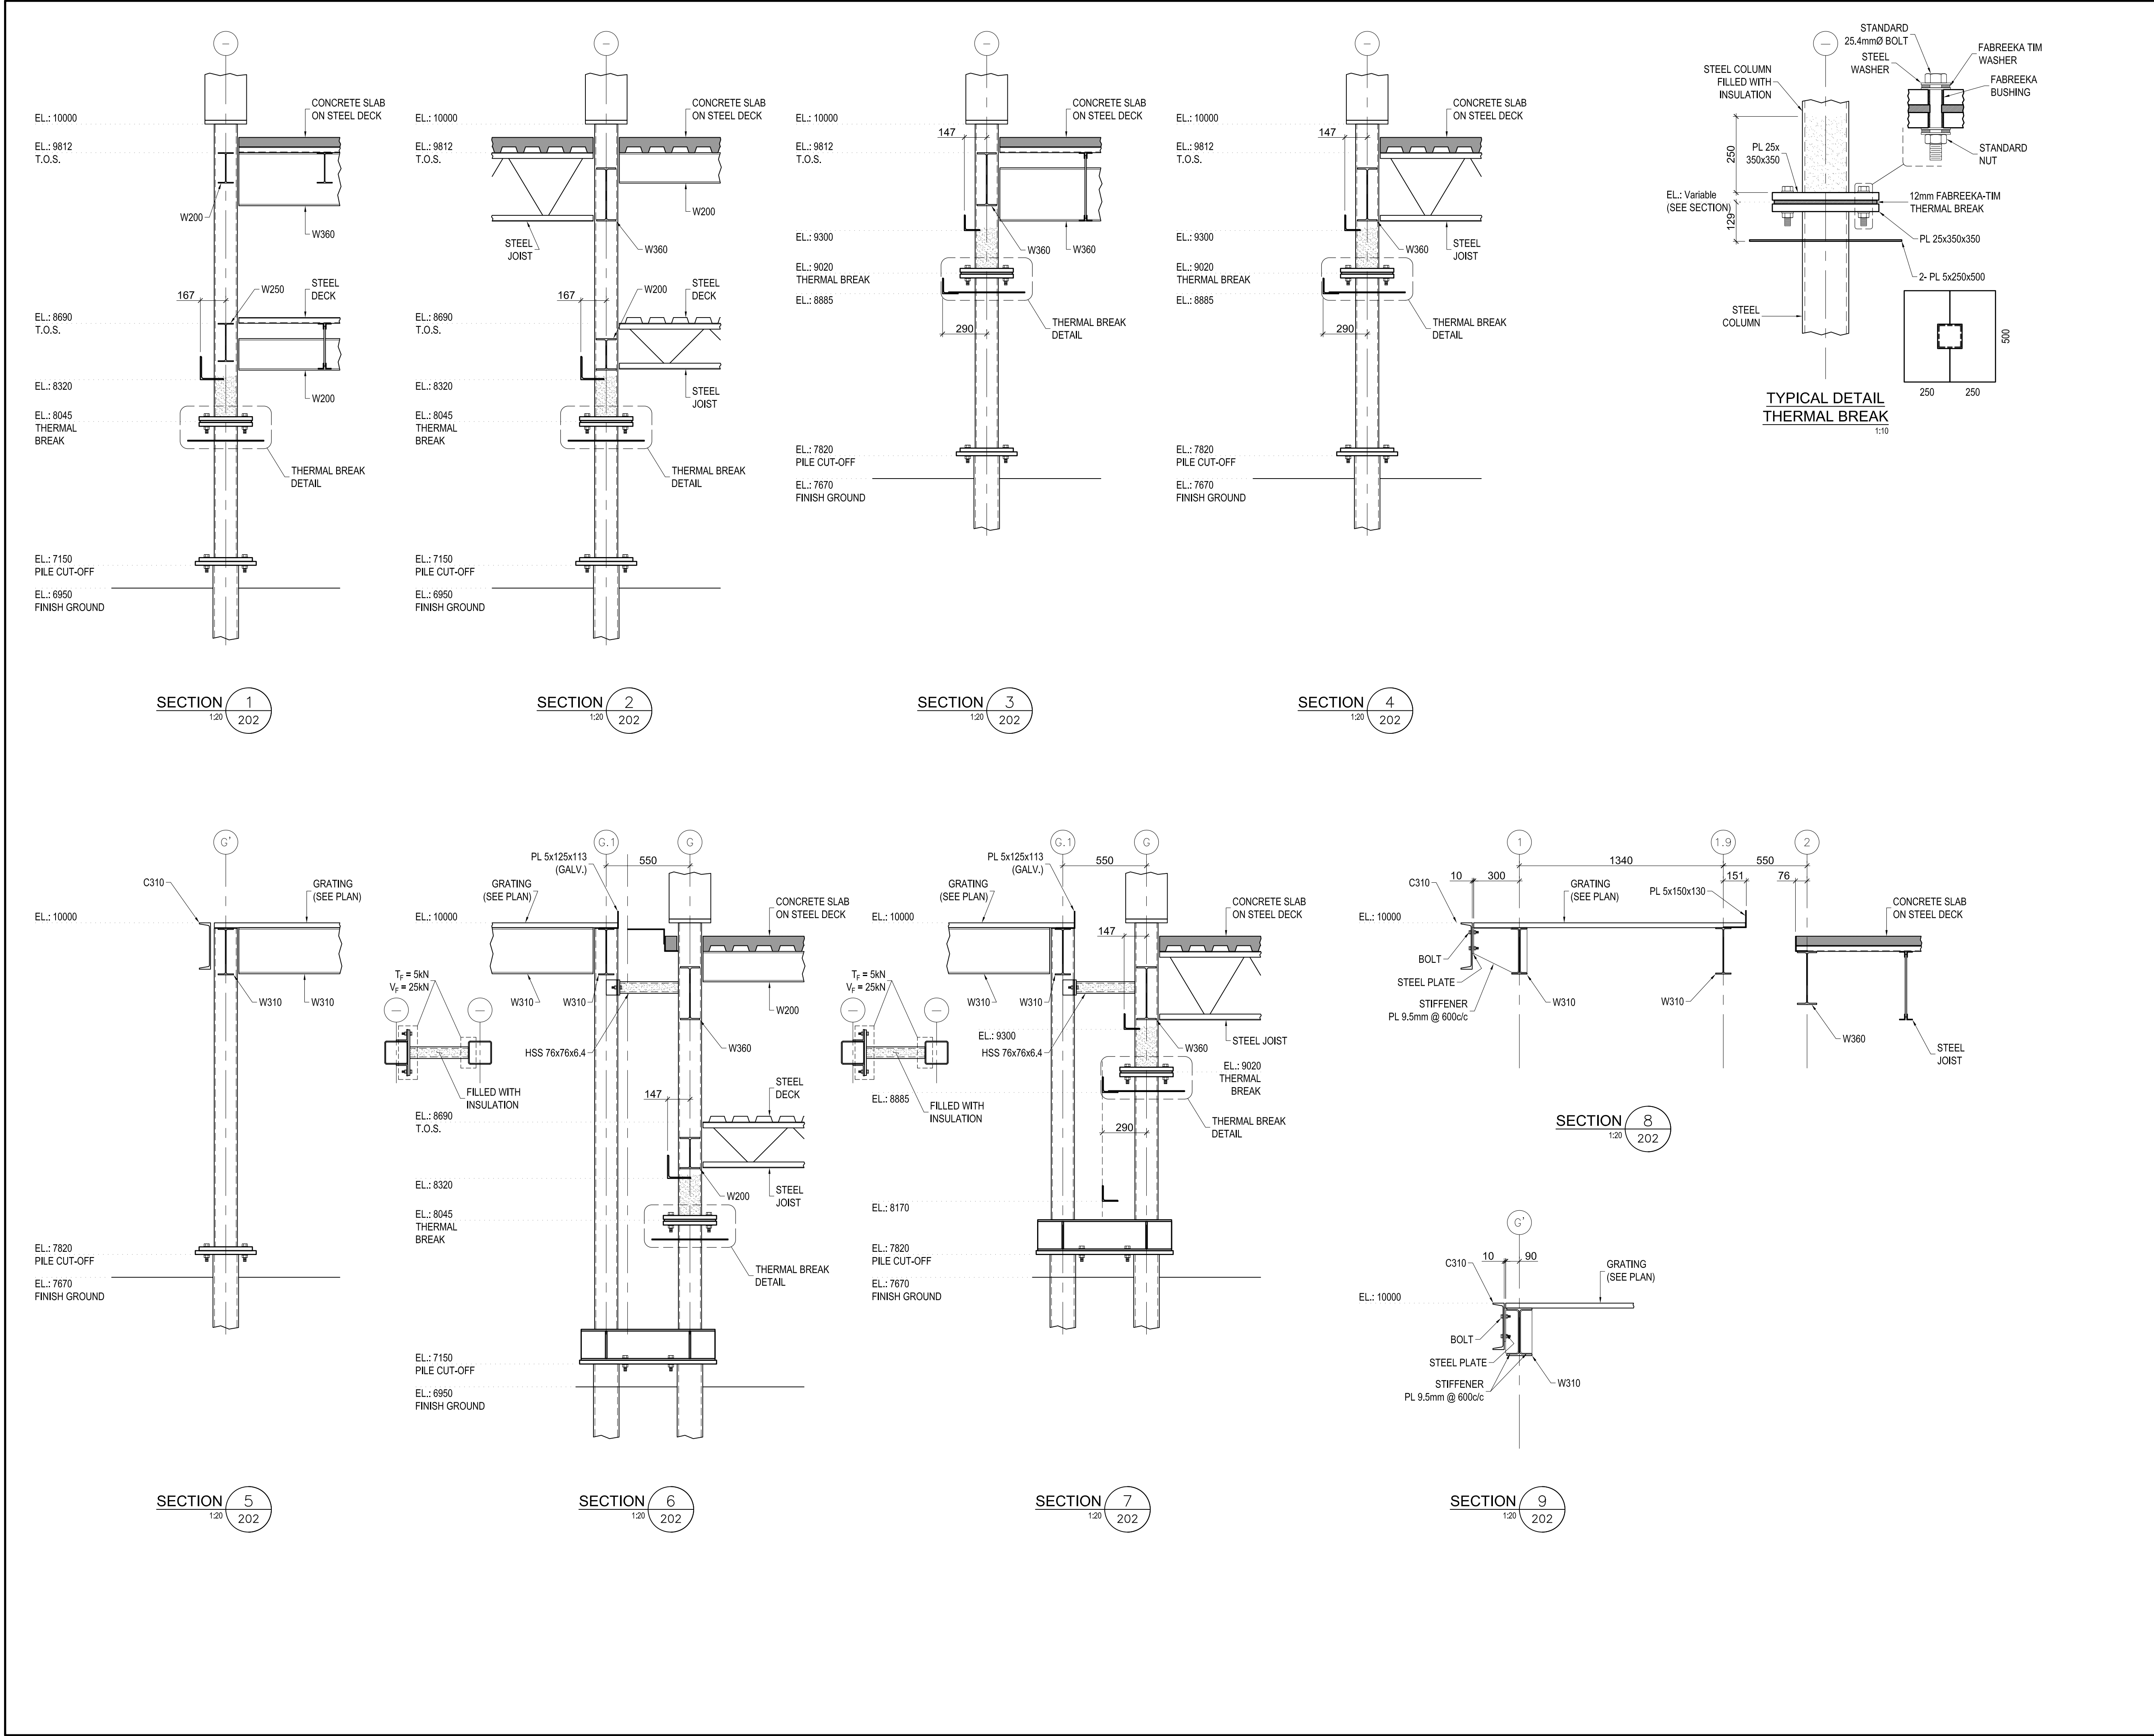 -
EL.: 10000
CONCRETE SLAB
ON STEEL DECK
EL.: 9812
T.O.S.
W200
W360
167
W250
STEEL
DECK
EL.: 8690
T.O.S.
EL.: 8320
W200
EL.: 8045
THERMAL
BREAK
THERMAL BREAK
DETAIL
EL.: 7150
PILE CUT-OFF
EL.: 6950
FINISH GROUND
SECTION 1
1:20 202
-
EL.: 10000
CONCRETE SLAB
ON STEEL DECK
EL.: 9812
T.O.S.
W200
STEEL
JOIST
W360
167
W200
STEEL
DECK
EL.: 8690
T.O.S.
EL.: 8320
STEEL
JOIST
EL.: 8045
THERMAL
BREAK
THERMAL BREAK
DETAIL
EL.: 7150
PILE CUT-OFF
EL.: 6950
FINISH GROUND
SECTION 2
1:20 202
-
EL.: 10000
147
CONCRETE SLAB
ON STEEL DECK
EL.: 9812
T.O.S.
EL.: 9300
W360
W360
EL.: 9020
THERMAL BREAK
EL.: 8885
290
THERMAL BREAK
DETAIL
EL.: 7820
PILE CUT-OFF
EL.: 7670
FINISH GROUND
SECTION 3
1:20 202
-
EL.: 10000
147
CONCRETE SLAB
ON STEEL DECK
EL.: 9812
T.O.S.
EL.: 9300
W360
STEEL
JOIST
EL.: 9020
THERMAL BREAK
EL.: 8885
290
THERMAL BREAK
DETAIL
EL.: 7820
PILE CUT-OFF
EL.: 7670
FINISH GROUND
SECTION 4
1:20 202
-
STANDARD
25.4mmØ BOLT
STEEL
WASHER
FABREEKA TIM
WASHER
FABREEKA
BUSHING
STANDARD
NUT
STEEL COLUMN
FILLED WITH
INSULATION
250
PL 25x
350x350
EL.: Variable
(SEE SECTION)
129
12mm FABREEKA-TIM
THERMAL BREAK
PL 25x350x350
2- PL 5x250x500
STEEL
COLUMN
500
250 250
TYPICAL DETAIL
THERMAL BREAK
1:10
G'
C310
GRATING
(SEE PLAN)
EL.: 10000
W310
W310
EL.: 7820
PILE CUT-OFF
EL.: 7670
FINISH GROUND
SECTION 5
1:20 202
G.1
G
PL 5x125x113
(GALV.)
550
GRATING
(SEE PLAN)
EL.: 10000
CONCRETE SLAB
ON STEEL DECK
TF = 5kN
VF = 25kN
-
-
W310
W310
W200
HSS 76x76x6.4
W360
FILLED WITH
INSULATION
147
STEEL
DECK
EL.: 8690
T.O.S.
EL.: 8320
W200
STEEL
JOIST
EL.: 8045
THERMAL
BREAK
THERMAL BREAK
DETAIL
EL.: 7150
PILE CUT-OFF
EL.: 6950
FINISH GROUND
SECTION 6
1:20 202
G.1
G
PL 5x125x113
(GALV.)
550
GRATING
(SEE PLAN)
EL.: 10000
147
CONCRETE SLAB
ON STEEL DECK
TF = 5kN
VF = 25kN
-
-
W310
W310
EL.: 9300
HSS 76x76x6.4
W360
STEEL JOIST
EL.: 9020
THERMAL
BREAK
EL.: 8885
FILLED WITH
INSULATION
290
THERMAL BREAK
DETAIL
EL.: 8170
EL.: 7820
PILE CUT-OFF
EL.: 7670
FINISH GROUND
SECTION 7
1:20 202
1
1.9
2
1340
550
10
300
151
76
C310
GRATING
(SEE PLAN)
PL 5x150x130
EL.: 10000
CONCRETE SLAB
ON STEEL DECK
BOLT
STEEL PLATE
STIFFENER
PL 9.5mm @ 600c/c
W310
W310
W360
STEEL
JOIST
SECTION 8
1:20 202
G'
10
90
C310
GRATING
(SEE PLAN)
EL.: 10000
BOLT
STEEL PLATE
STIFFENER
PL 9.5mm @ 600c/c
W310
SECTION 9
1:20 202